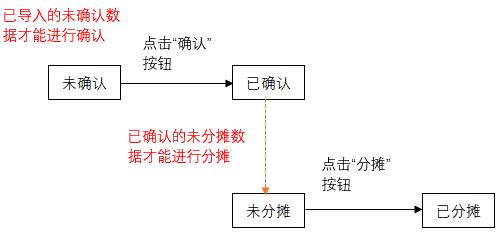 已导入的未确认数
据才能进行确认
点击“确认”
按钮
未确认
已确认
已确认的未分摊数
据才能进行分摊
点击“分摊”
按钮
未分摊
已分摊